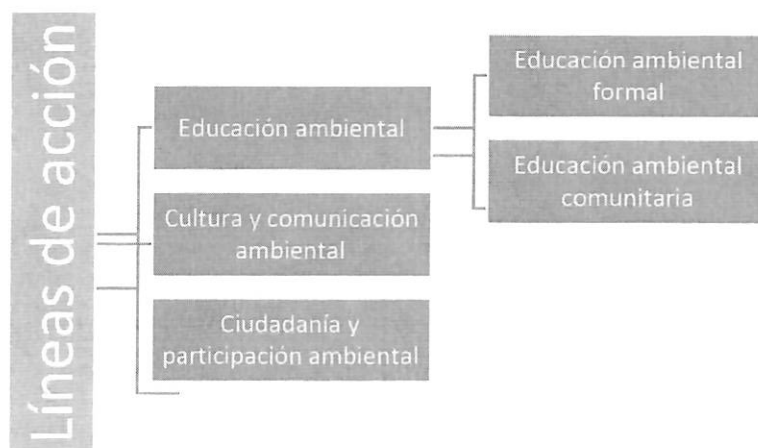 Líneas de acción
Educación ambiental
Educación ambiental
formal
Educación ambiental
comunitaria
Cultura y comunicación
ambiental
Ciudadanía y
participación ambiental